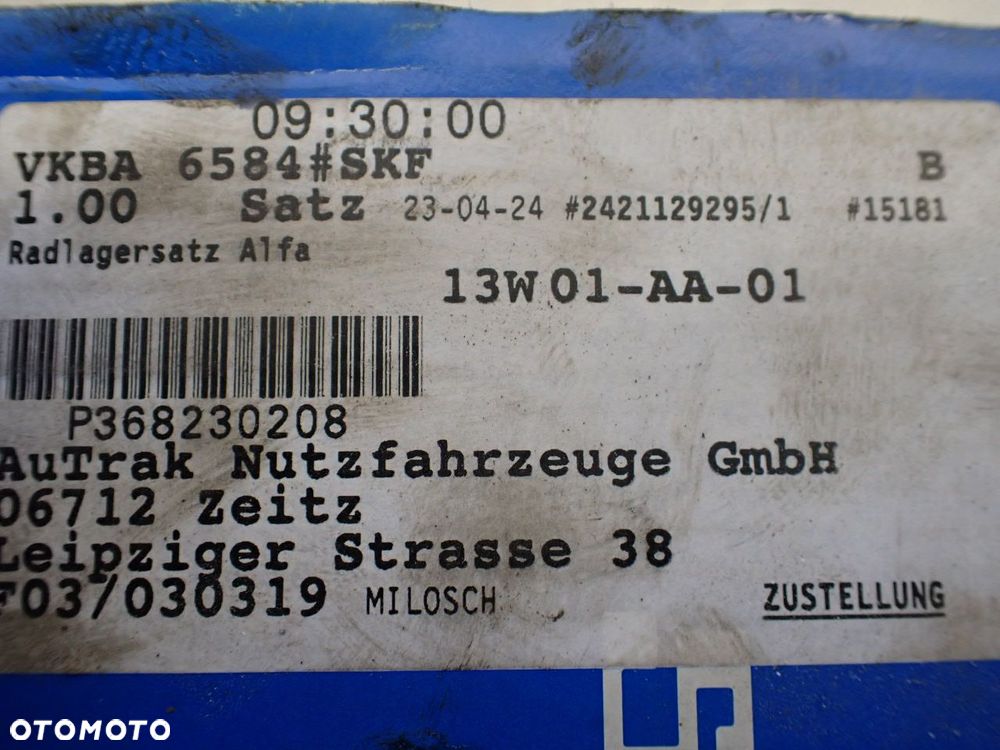 09:30:00
VKBA 6584#SKF B
1.00 Satz 23-04-24 #2421129295/1 #15181
Radlagersatz Alfa
13W01-AA-01
P368230208
AuTrak Nutzfahrzeuge GmbH
06712 Zeitz
Leipziger Strasse 38
F03/030319 MILOSCH ZUSTELLUNG
OTOMOTO